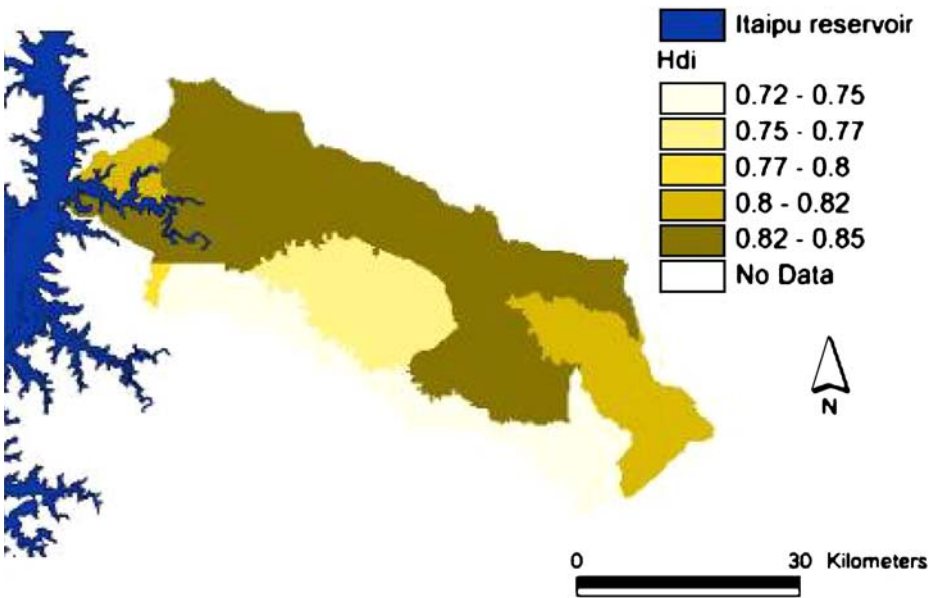 Itaipu reservoir
Hdi
0.72 - 0.75
0.75 - 0.77
0.77 - 0.8
0.8 - 0.82
0.82 - 0.85
No Data
N
0 30 Kilometers